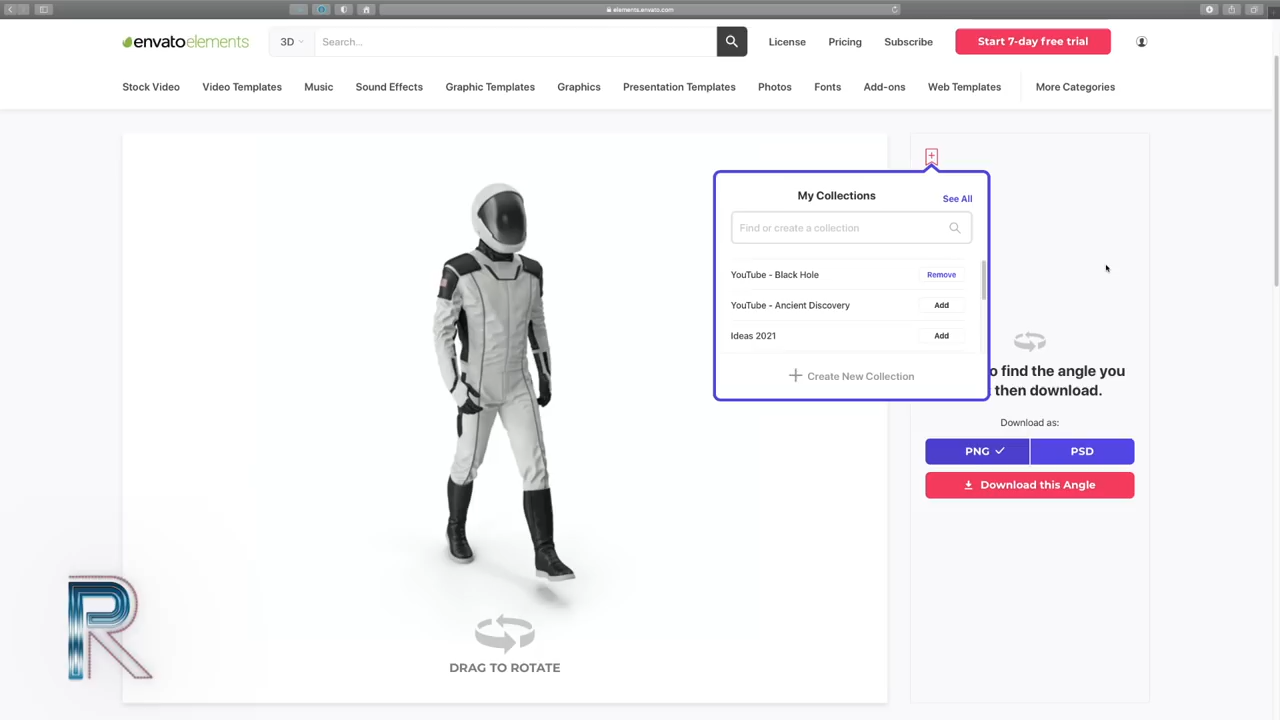 elements.envato.com
envatoelements
3D
Search...
License
Pricing
Subscribe
Start 7-day free trial
Stock Video
Video Templates
Music
Sound Effects
Graphic Templates
Graphics
Presentation Templates
Photos
Fonts
Add-ons
Web Templates
More Categories
My Collections
See All
Find or create a collection
YouTube - Black Hole
Remove
YouTube - Ancient Discovery
Add
Ideas 2021
Add
Create New Collection
o find the angle you
then download.
Download as:
PNG
PSD
Download this Angle
DRAG TO ROTATE
R